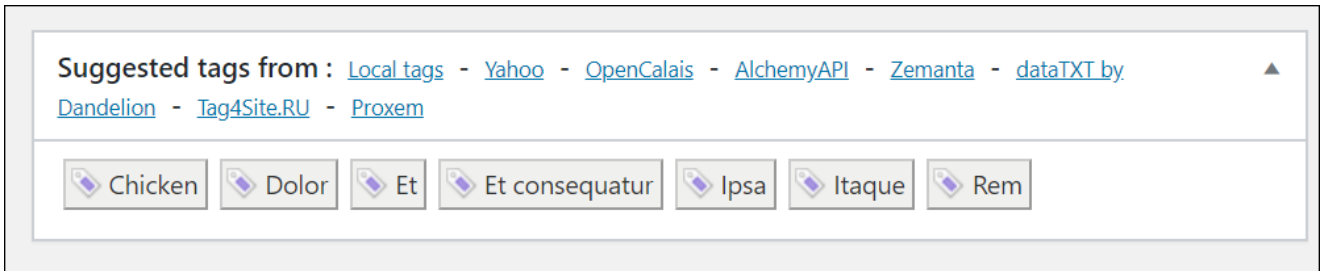 Suggested tags from : Local tags - Yahoo - OpenCalais - AlchemyAPI - Zemanta - dataTXT by
Dandelion - Tag4Site.RU - Proxem
Chicken Dolor Et Et consequatur Ipsa Itaque Rem